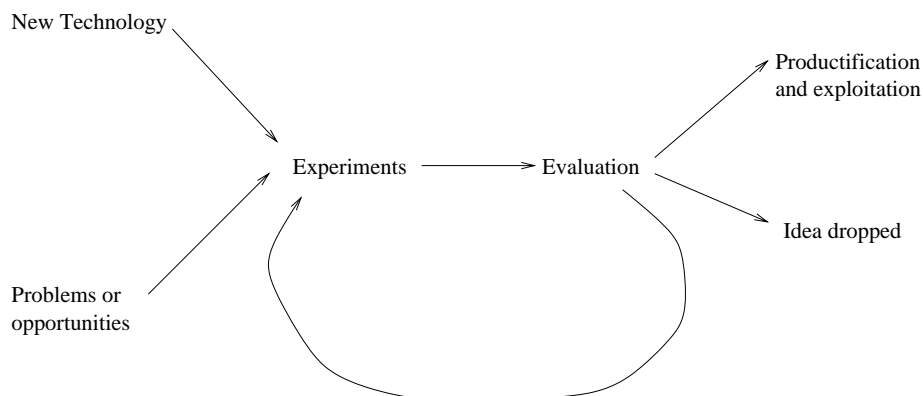 New Technology
Productification
and exploitation
Experiments
Evaluation
Idea dropped
Problems or
opportunities